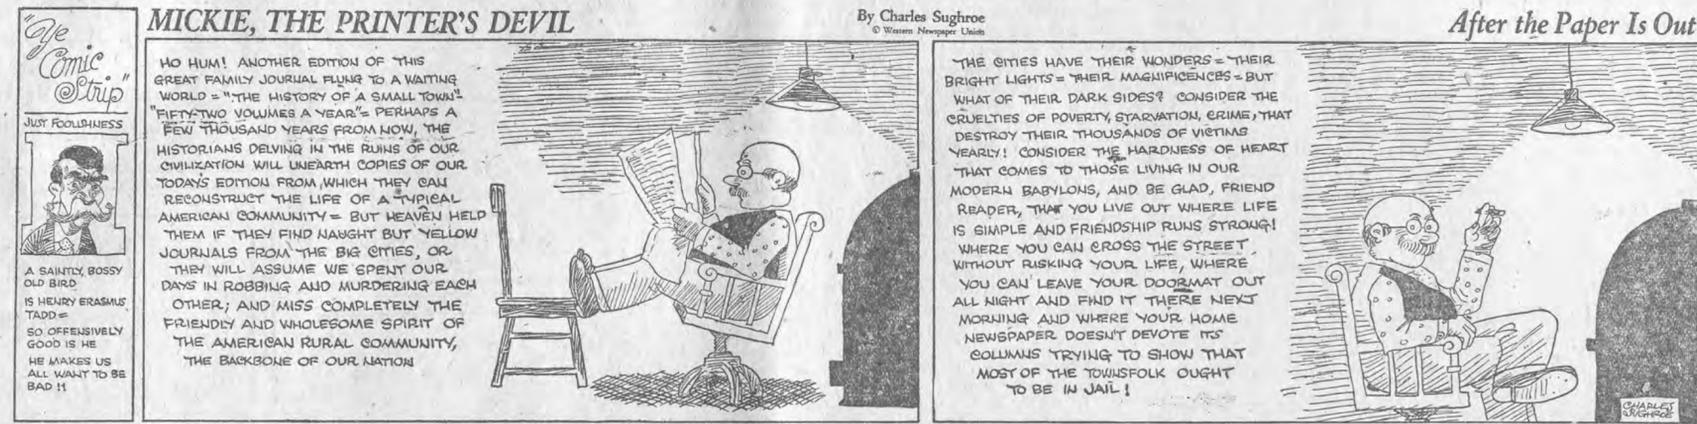 MICKIE, THE PRINTER'S DEVIL
By Charles Sughroe
© Western Newspaper Union
After the Paper Is Out
"Ye
Comic
Strip"
JUST FOOLISHNESS
A SAINTLY, BOSSY
OLD BIRD
IS HENRY ERASMUS
TADD =
SO OFFENSIVELY
GOOD IS HE
HE MAKES US
ALL WANT TO BE
BAD !!
HO HUM! ANOTHER EDITION OF THIS
GREAT FAMILY JOURNAL FLUNG TO A WAITING
WORLD = "THE HISTORY OF A SMALL TOWN"-
"FIFTY-TWO VOLUMES A YEAR"= PERHAPS A
FEW THOUSAND YEARS FROM NOW, THE
HISTORIANS DELVING IN THE RUINS OF OUR
CIVILIZATION WILL UNEARTH COPIES OF OUR
TODAY'S EDITION FROM WHICH THEY CAN
RECONSTRUCT THE LIFE OF A TYPICAL
AMERICAN COMMUNITY = BUT HEAVEN HELP
THEM IF THEY FIND NAUGHT BUT YELLOW
JOURNALS FROM THE BIG CITIES, OR
THEY WILL ASSUME WE SPENT OUR
DAYS IN ROBBING AND MURDERING EACH
OTHER; AND MISS COMPLETELY THE
FRIENDLY AND WHOLESOME SPIRIT OF
THE AMERICAN RURAL COMMUNITY,
THE BACKBONE OF OUR NATION
THE CITIES HAVE THEIR WONDERS = THEIR
BRIGHT LIGHTS = THEIR MAGNIFICENCES = BUT
WHAT OF THEIR DARK SIDES? CONSIDER THE
CRUELTIES OF POVERTY, STARVATION, CRIME, THAT
DESTROY THEIR THOUSANDS OF VICTIMS
YEARLY! CONSIDER THE HARDNESS OF HEART
THAT COMES TO THOSE LIVING IN OUR
MODERN BABYLONS, AND BE GLAD, FRIEND
READER, THAT YOU LIVE OUT WHERE LIFE
IS SIMPLE AND FRIENDSHIP RUNS STRONG!
WHERE YOU CAN CROSS THE STREET
WITHOUT RISKING YOUR LIFE, WHERE
YOU CAN LEAVE YOUR DOORMAT OUT
ALL NIGHT AND FIND IT THERE NEXT
MORNING AND WHERE YOUR HOME
NEWSPAPER DOESN'T DEVOTE ITS
COLUMNS TRYING TO SHOW THAT
MOST OF THE TOWNSFOLK OUGHT
TO BE IN JAIL!
CHARLES
SUGHROE